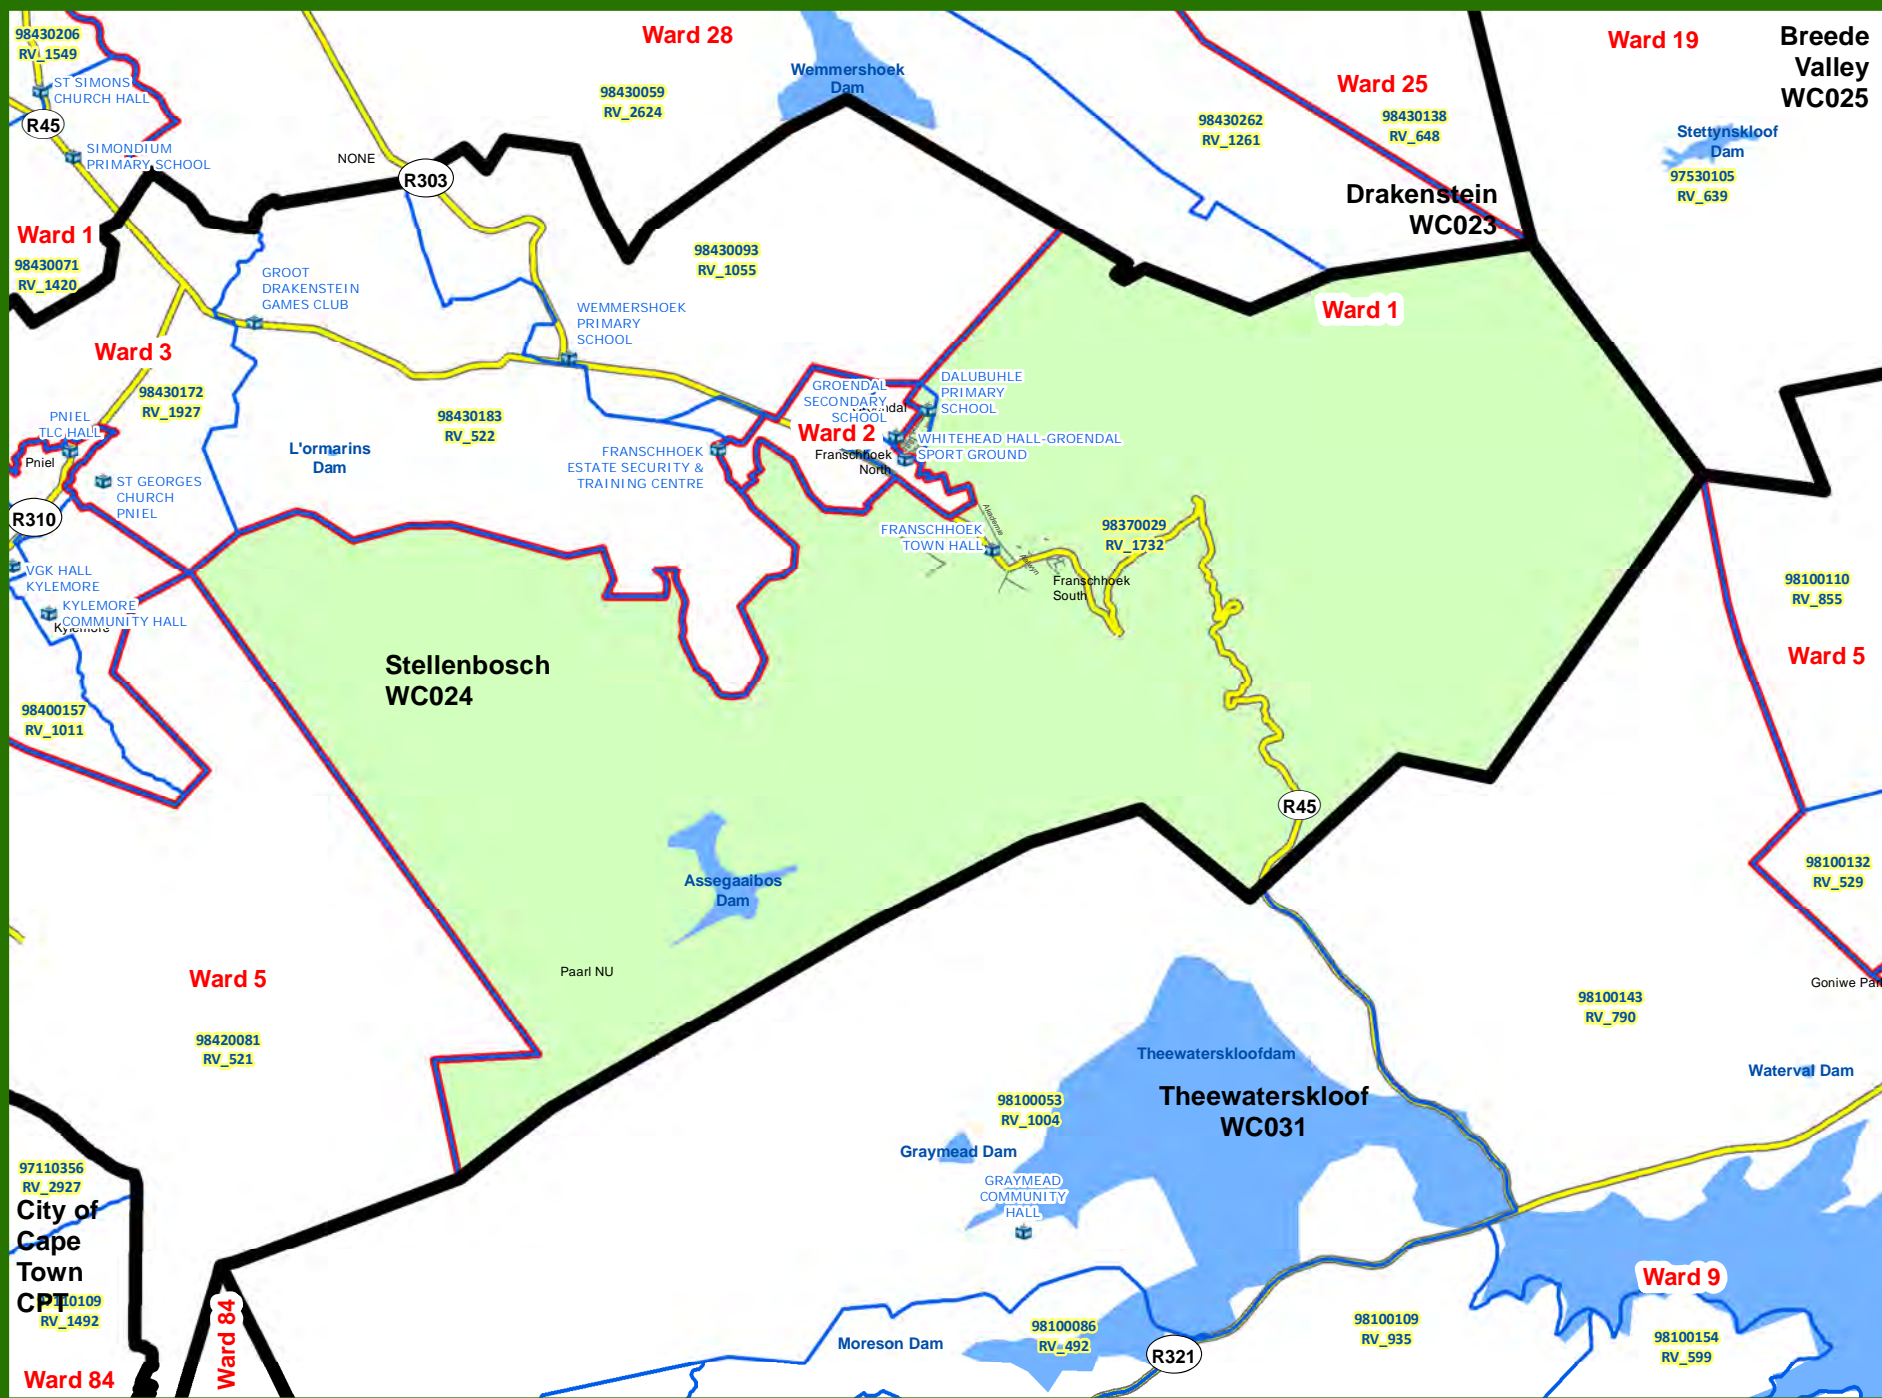 98430206
RV_1549
ST SIMONS
CHURCH HALL
R45
SIMONDIUM
PRIMARY SCHOOL
Ward 1
98430071
RV_1420
Ward 28
98430059
RV_2624
NONE
R303
Wemmershoek
Dam
98430262
RV_1261
Ward 25
98430138
RV_648
Drakenstein
WC023
Ward 19
Breede
Valley
WC025
Stettynskloof
Dam
97530105
RV_639
98430093
RV_1055
GROOT
DRAKENSTEIN
GAMES CLUB
WEMMERSHOEK
PRIMARY
SCHOOL
Ward 1
Ward 3
98430172
RV_1927
PNIEL
TLC HALL
Pniel
ST GEORGES
CHURCH
PNIEL
R310
98430183
RV_522
L'ormarins
Dam
FRANSCHHOEK
ESTATE SECURITY &
TRAINING CENTRE
GROENDAL
SECONDARY
SCHOOL
Ward 2
Franschhoek
North
DALUBUHLE
PRIMARY
SCHOOL
WHITEHEAD HALL-GROENDAL
SPORT GROUND
FRANSCHHOEK
TOWN HALL
Akademie
98370029
RV_1732
Franschhoek
South
VGK HALL
KYLEMORE
KYLEMORE
COMMUNITY HALL
Kylemore
98400157
RV_1011
Stellenbosch
WC024
R45
98100110
RV_855
Ward 5
98100132
RV_529
Assegaaibos
Dam
Paarl NU
Ward 5
98420081
RV_521
98100143
RV_790
Waterval Dam
Theewaterskloofdam
Theewaterskloof
WC031
98100053
RV_1004
Graymead Dam
GRAYMEAD
COMMUNITY
HALL
97110356
RV_2927
City of
Cape
Town
CPT
97110109
RV_1492
Ward 84
Ward 84
Moreson Dam
98100086
RV_492
R321
98100109
RV_935
Ward 9
98100154
RV_599